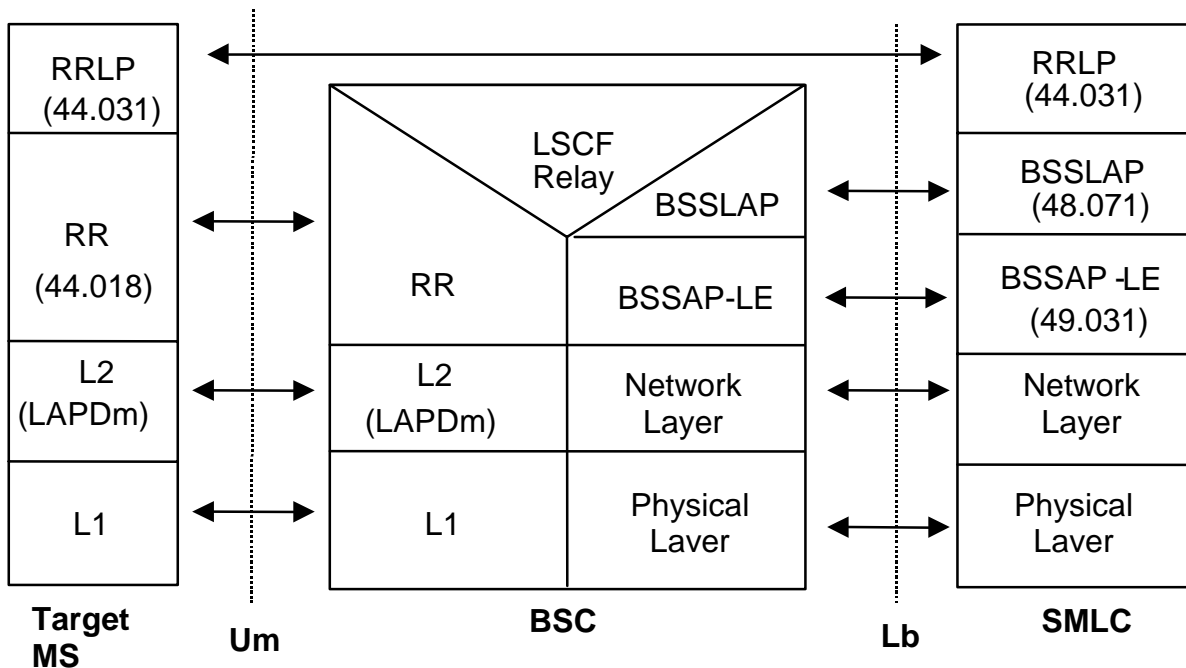 RRLP
(44.031)
RR
(44.018)
L2
(LAPDm)
L1
Target
MS
Um
LSCF
Relay
BSSLAP
RR
BSSAP-LE
L2
(LAPDm)
Network
Layer
L1
Physical
Laver
BSC
Lb
RRLP
(44.031)
BSSLAP
(48.071)
BSSAP -LE
(49.031)
Network
Layer
Physical
Laver
SMLC